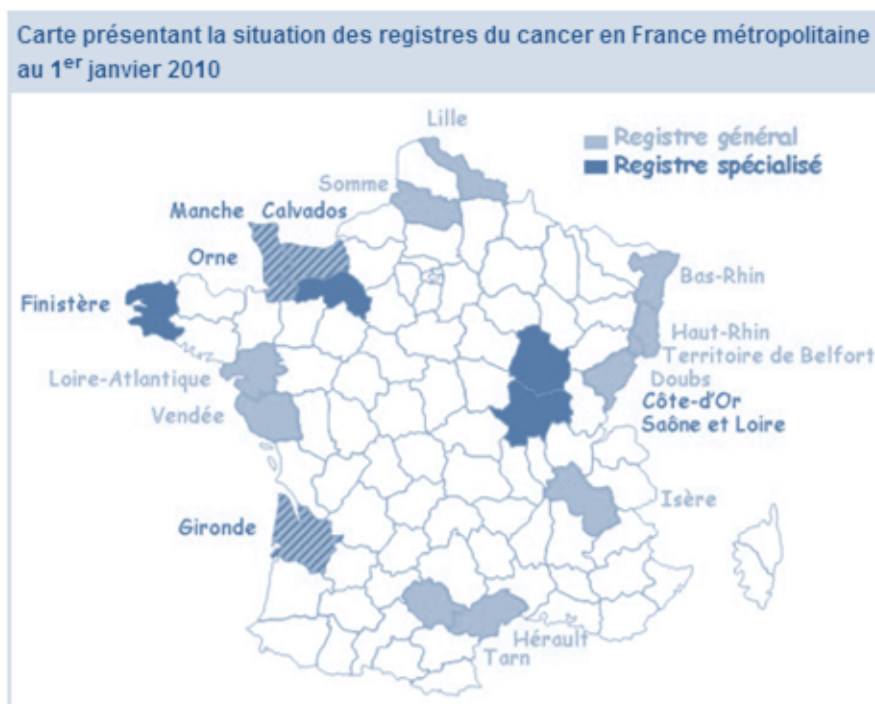 Carte présentant la situation des registres du cancer en France métropolitaine
au 1er janvier 2010
Lille
Registre général
Registre spécialisé
Somme
Manche Calvados
Orne
Bas-Rhin
Finistère
Haut-Rhin
Territoire de Belfort
Loire-Atlantique
Doubs
Vendée
Côte-d'Or
Saône et Loire
Isère
Gironde
Hérault
Tarn